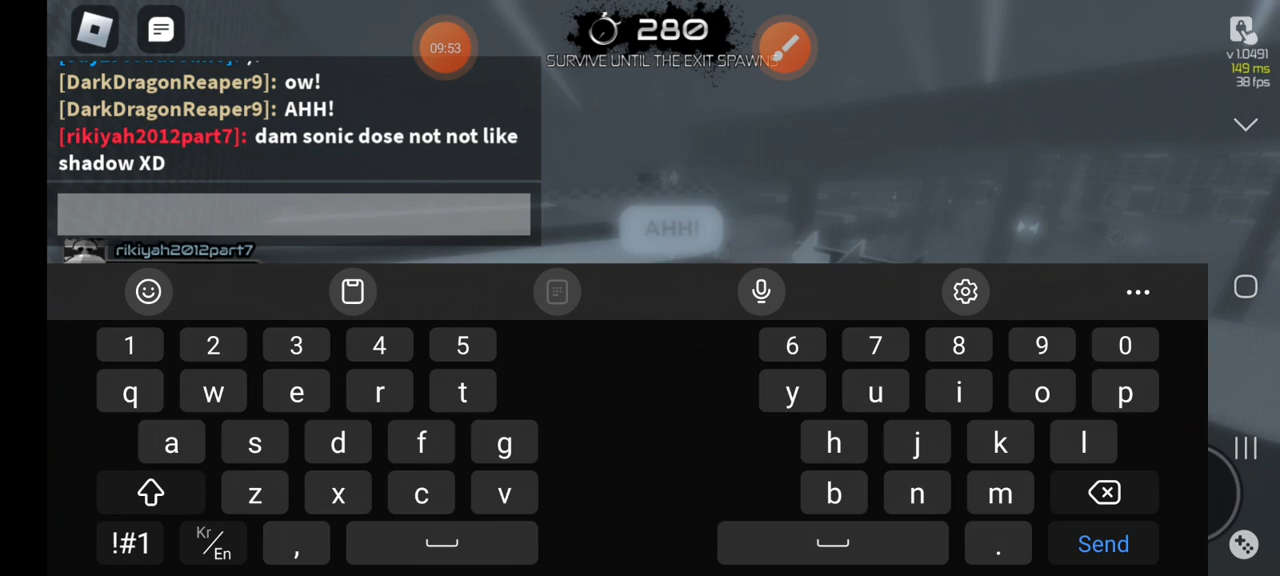 09:53
280
SURVIVE UNTIL THE EXIT SPAWNS
v 1.0491
149 ms
38 fps
[DarkDragonReaper9]: ow!
[DarkDragonReaper9]: AHH!
[rikiyah2012part7]: dam sonic dose not not like
shadow XD
AHH!
rikiyah2012part7
1 2 3 4 5 6 7 8 9 0
q w e r t y u i o p
a s d f g h j k l
z x c v b n m
!#1 Kr/En , . Send